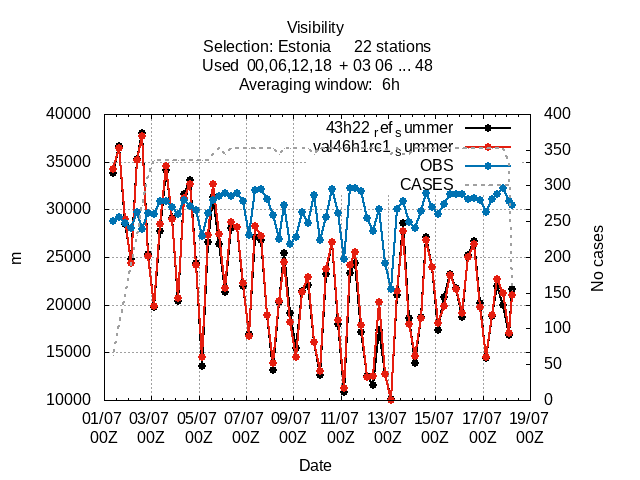 Visibility
Selection: Estonia 22 stations
Used 00,06,12,18 + 03 06 ... 48
Averaging window: 6h
40000
35000
30000
25000
20000
15000
10000
m
400
350
300
250
200
150
100
50
0
No cases
43h22_ref_summer
val46h1rc1_summer
OBS
CASES
01/07 03/07 05/07 07/07 09/07 11/07 13/07 15/07 17/07 19/07
00Z 00Z 00Z 00Z 00Z 00Z 00Z 00Z 00Z 00Z
Date